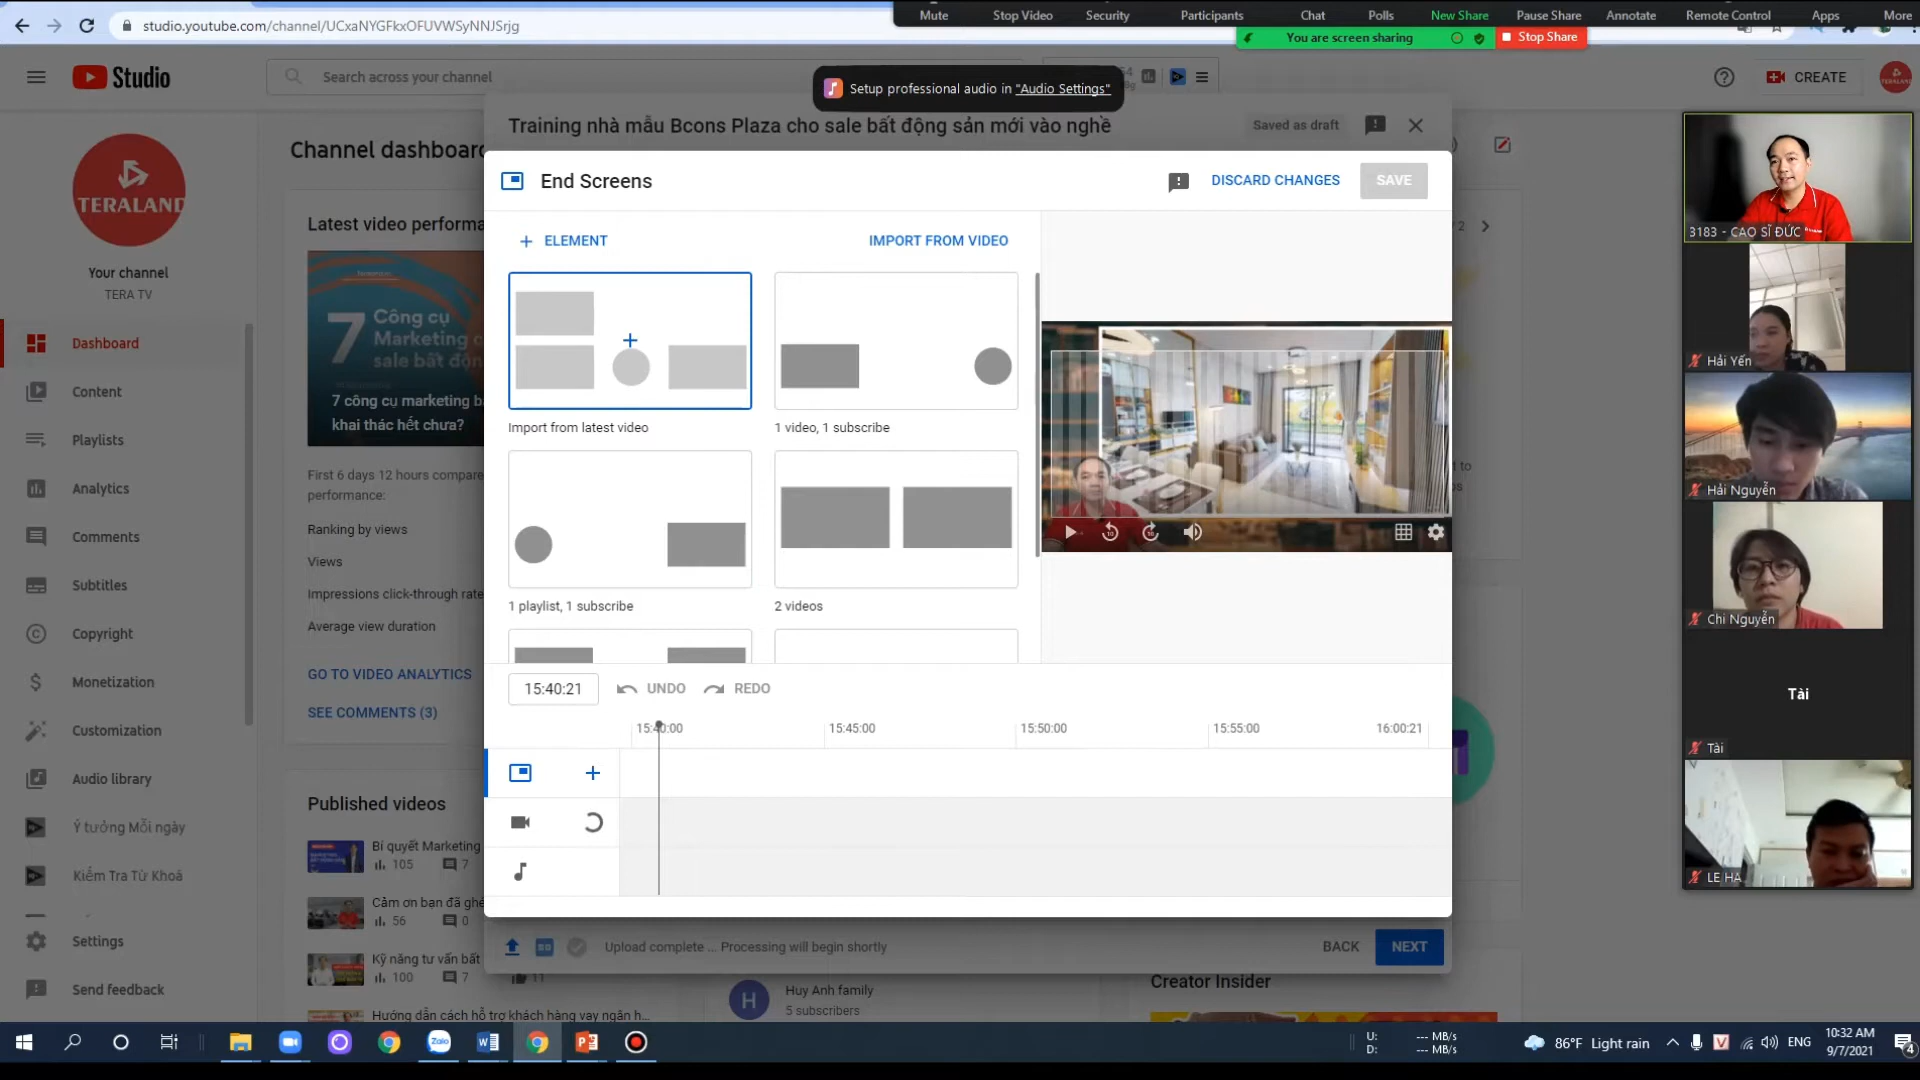 Mute
Stop Video
Security
Participants
Chat
Polls
New Share
Pause Share
Annotate
Remote Control
Apps
More
studio.youtube.com/channel/UCxaNYGFkxOFUVWSyNNJSrjg
You are screen sharing
Stop Share
Studio
Search across your channel
Setup professional audio in "Audio Settings"
CREATE
TERALAND
Training nhà mẫu Bcons Plaza cho sale bất động sản mới vào nghề
Saved as draft
Channel dashboard
TERALAND
End Screens
DISCARD CHANGES
SAVE
Latest video performa
ELEMENT
IMPORT FROM VIDEO
Your channel
TERA TV
Import from latest video
1 video, 1 subscribe
7
Công cụ
Marketing
sale bất độn
7 công cụ marketing b
khai thác hết chưa?
Dashboard
Content
Playlists
Analytics
Comments
Subtitles
Copyright
Monetization
Customization
Audio library
Ý tưởng Mỗi ngày
Kiểm Tra Từ Khoá
Settings
Send feedback
First 6 days 12 hours compare
performance:
Ranking by views
Views
Impressions click-through rate
Average view duration
GO TO VIDEO ANALYTICS
SEE COMMENTS (3)
1 playlist, 1 subscribe
2 videos
15:40:21
UNDO
REDO
15:40:00
15:45:00
15:50:00
15:55:00
16:00:21
Published videos
Bí quyết Marketing
105
7
Cảm ơn bạn đã ghé
56
0
Kỹ năng tư vấn bất
100
7
11
Hướng dẫn cách hỗ trợ khách hàng vay ngân h...
Upload complete ... Processing will begin shortly
BACK
NEXT
H
Huy Anh family
5 subscribers
Creator Insider
3183 - CAO SĨ ĐỨC
Hải Yến
Hải Nguyễn
Chi Nguyễn
Tài
Tài
LE HA
U:
D:
--- MB/s
--- MB/s
86°F Light rain
ENG
10:32 AM
9/7/2021
4